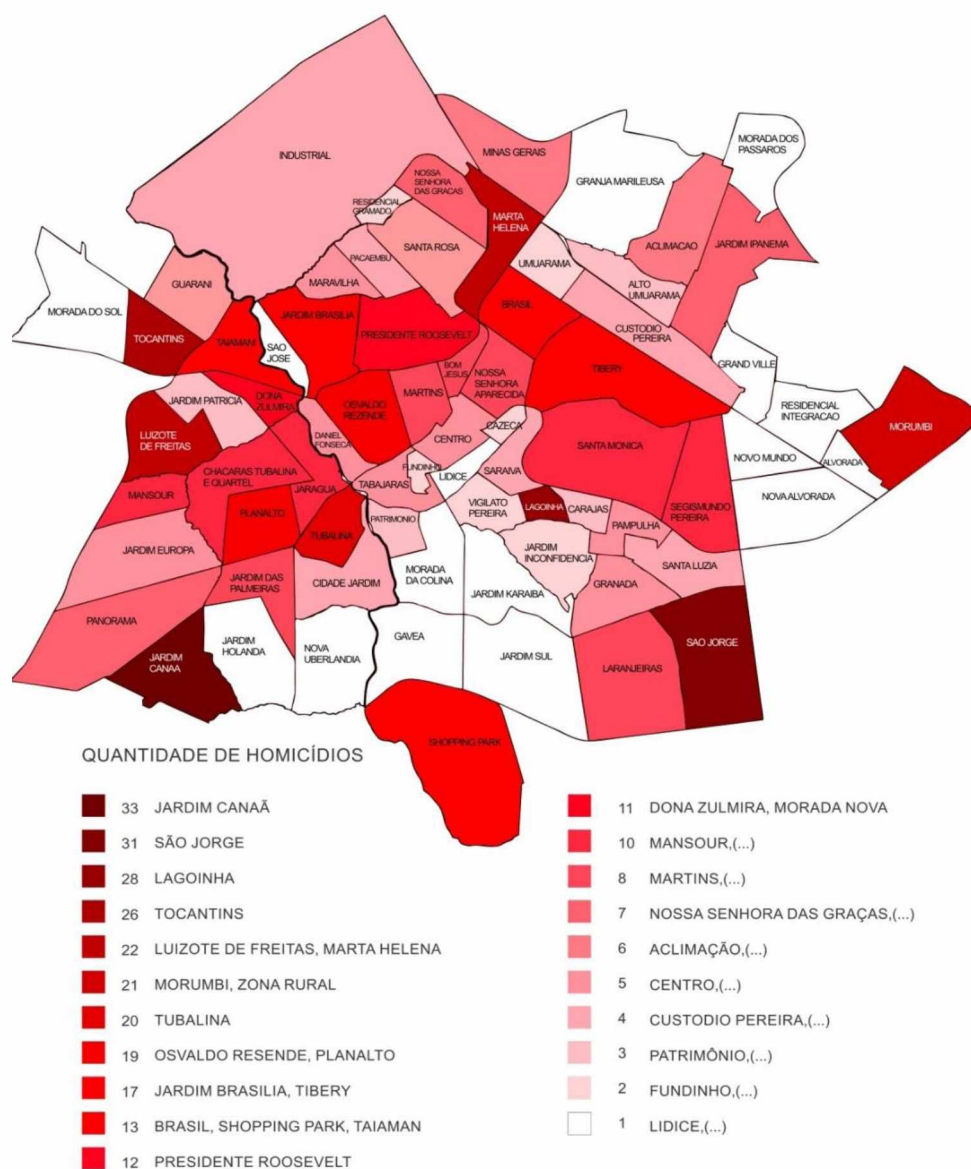 INDUSTRIAL
MINAS GERAIS
MORADA DOS
PASSAROS
NOSSA
SENHORA
DAS GRACAS
GRANJA MARILEUSA
RESIDENCIAL
GRAMADO
MARTA
HELENA
SANTA ROSA
ACLIMACAO
JARDIM IPANEMA
PACAEMBU
UMUARAMA
GUARANI
MARAVILHA
ALTO
UMUARAMA
MORADA DO SOL
JARDIM BRASILIA
BRASIL
TOCANTINS
TAIAMAM
PRESIDENTE ROOSEVELT
CUSTODIO
PEREIRA
SAO
JOSE
GRAND VILLE
BOM
JESUS
NOSSA
SENHORA
APARECIDA
TIBERY
JARDIM PATRICIA
DONA
ZULMIRA
OSVALDO
REZENDE
MARTINS
RESIDENCIAL
INTEGRACAO
MORUMBI
LUIZOTE
DE FREITAS
DANIEL
FONSECA
CENTRO
CAZECA
SANTA MONICA
NOVO MUNDO
ALVORADA
CHACARAS TUBALINA
E QUARTEL
FUNDINHO
LIDICE
SARAIVA
MANSOUR
JARAGUA
TABAJARAS
NOVA ALVORADA
PLANALTO
PATRIMONIO
VIGILATO
PEREIRA
LAGOINHA
CARAJAS
SEGISMUNDO
PEREIRA
TUBALINA
PAMPULHA
JARDIM EUROPA
JARDIM
INCONFIDENCIA
SANTA LUZIA
JARDIM DAS
PALMEIRAS
CIDADE JARDIM
MORADA
DA COLINA
JARDIM KARAIBA
GRANADA
PANORAMA
JARDIM
CANAA
JARDIM
HOLANDA
NOVA
UBERLANDIA
GAVEA
JARDIM SUL
LARANJEIRAS
SAO JORGE
SHOPPING PARK
QUANTIDADE DE HOMICÍDIOS
33 JARDIM CANAÃ
31 SÃO JORGE
28 LAGOINHA
26 TOCANTINS
22 LUIZOTE DE FREITAS, MARTA HELENA
21 MORUMBI, ZONA RURAL
20 TUBALINA
19 OSVALDO RESENDE, PLANALTO
17 JARDIM BRASILIA, TIBERY
13 BRASIL, SHOPPING PARK, TAIAMAN
12 PRESIDENTE ROOSEVELT
11 DONA ZULMIRA, MORADA NOVA
10 MANSOUR,(...)
8 MARTINS,(...)
7 NOSSA SENHORA DAS GRAÇAS,(...)
6 ACLIMAÇÃO,(...)
5 CENTRO,(...)
4 CUSTODIO PEREIRA,(...)
3 PATRIMÔNIO,(...)
2 FUNDINHO,(...)
1 LIDICE,(...)